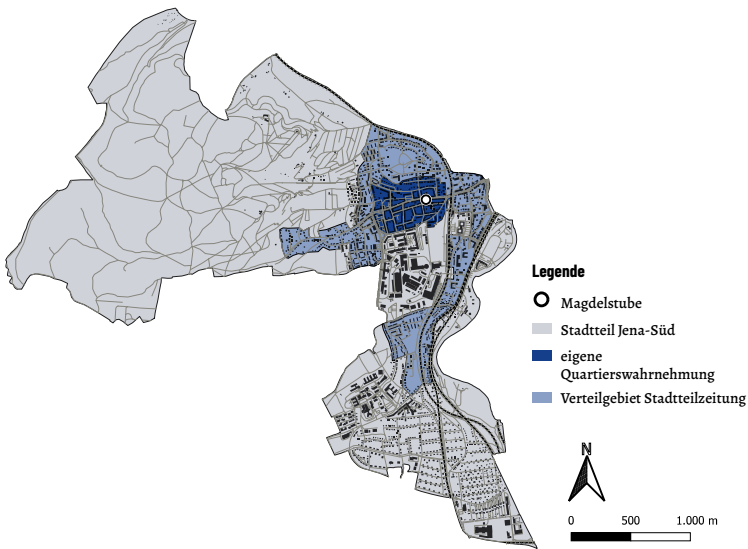 Legende
Magdelstube
Stadtteil Jena-Süd
eigene
Quartierswahrnehmung
Verteilgebiet Stadtteilzeitung
N
0 500 1.000 m